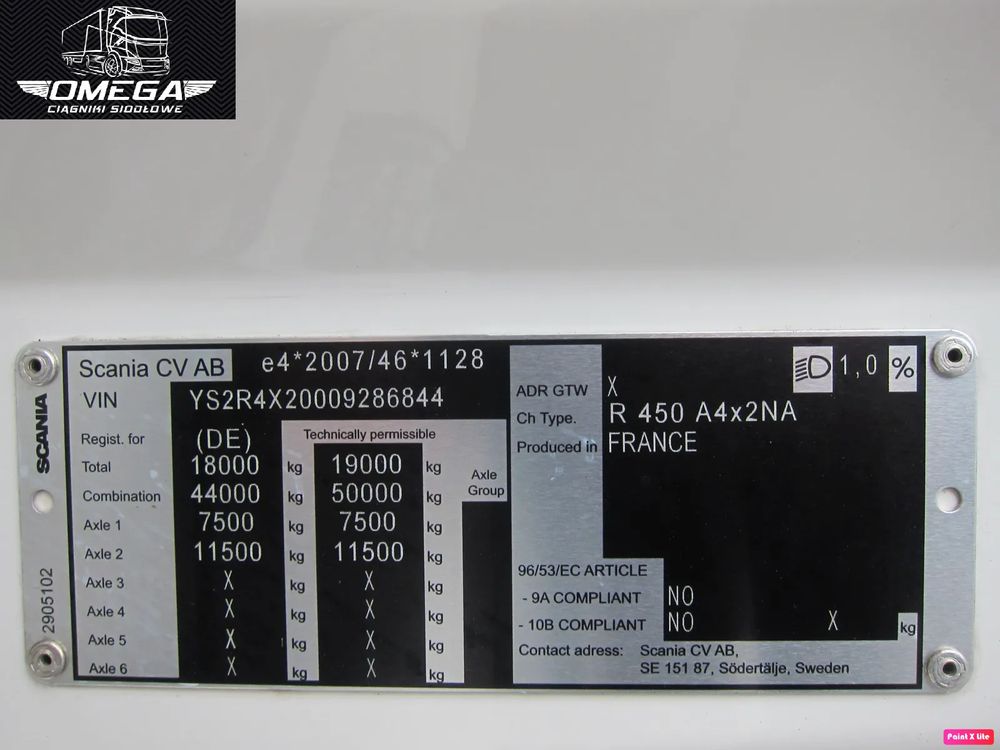 OMEGA
CIĄGNIKI SIODŁOWE
Scania CV AB e4*2007/46*1128
VIN YS2R4X20009286844
Regist. for (DE) Technically permissible
Total 18000 kg 19000 kg
Axle Group
Combination 44000 kg 50000 kg
Axle 1 7500 kg 7500 kg
Axle 2 11500 kg 11500 kg
Axle 3 X kg X kg
Axle 4 X kg X kg
Axle 5 X kg X kg
Axle 6 X kg X kg
1,0 %
ADR GTW X
Ch Type. R 450 A4x2NA
Produced in FRANCE
96/53/EC ARTICLE
- 9A COMPLIANT NO
- 10B COMPLIANT NO X kg
Contact adress: Scania CV AB,
SE 151 87, Södertälje, Sweden
SCANIA
2905102
Paint X Lite